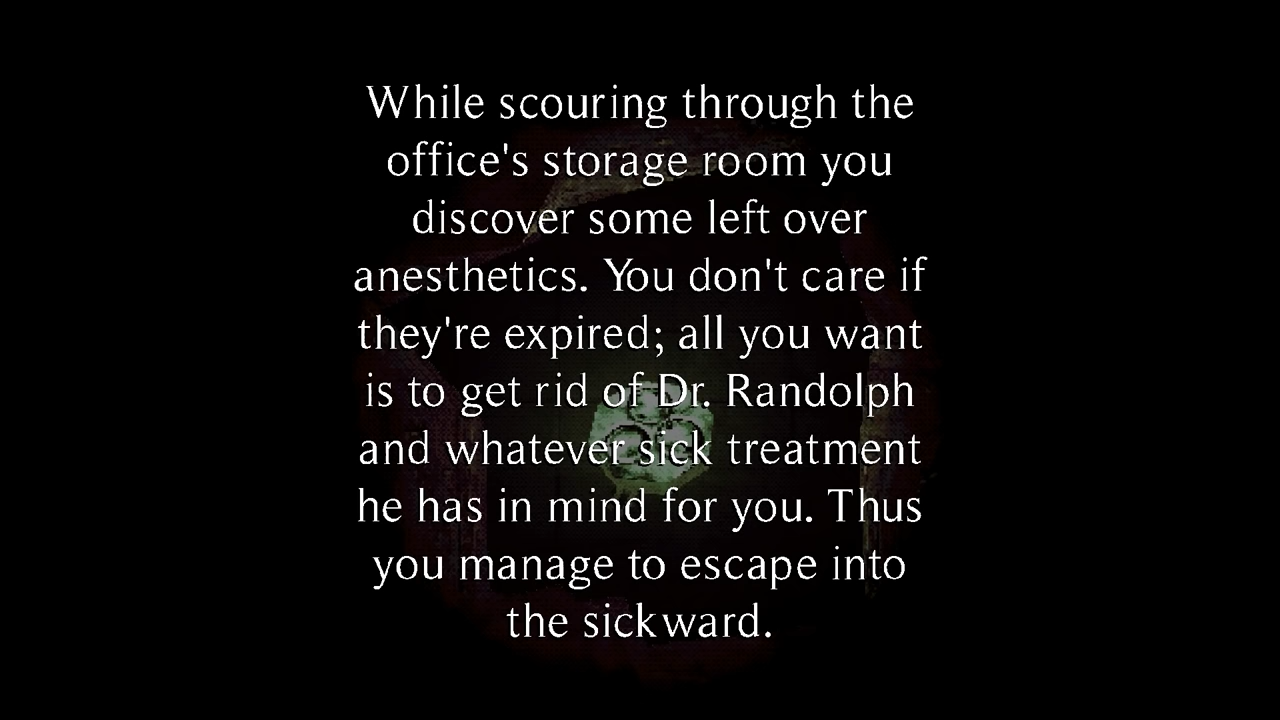 While scouring through the
office's storage room you
discover some left over
anesthetics. You don't care if
they're expired; all you want
is to get rid of Dr. Randolph
and whatever sick treatment
he has in mind for you. Thus
you manage to escape into
the sickward.